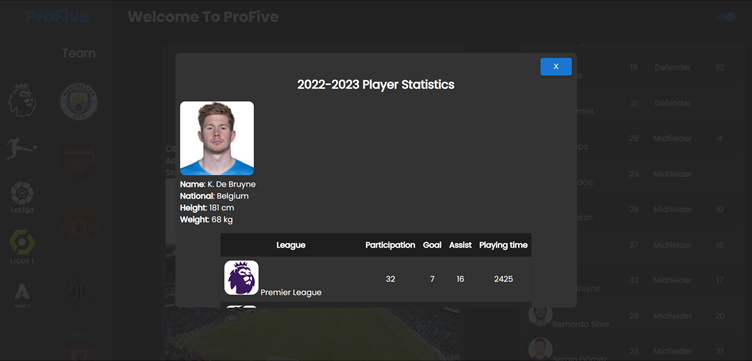 ProFive
Welcome To ProFive
Team
X
2022-2023 Player Statistics
Name: K. De Bruyne
National: Belgium
Height: 181 cm
Weight: 68 kg
League Participation Goal Assist Playing time
Premier League 32 7 16 2425
LaLiga
LIGUE 1
19 Defender 82
21 Defender
28 Midfielder 4
28 Midfielder
28 Midfielder 10
27 Midfielder 16
32 Midfielder 17
Bernardo Silva 29 Midfielder 20
23 Midfielder 21